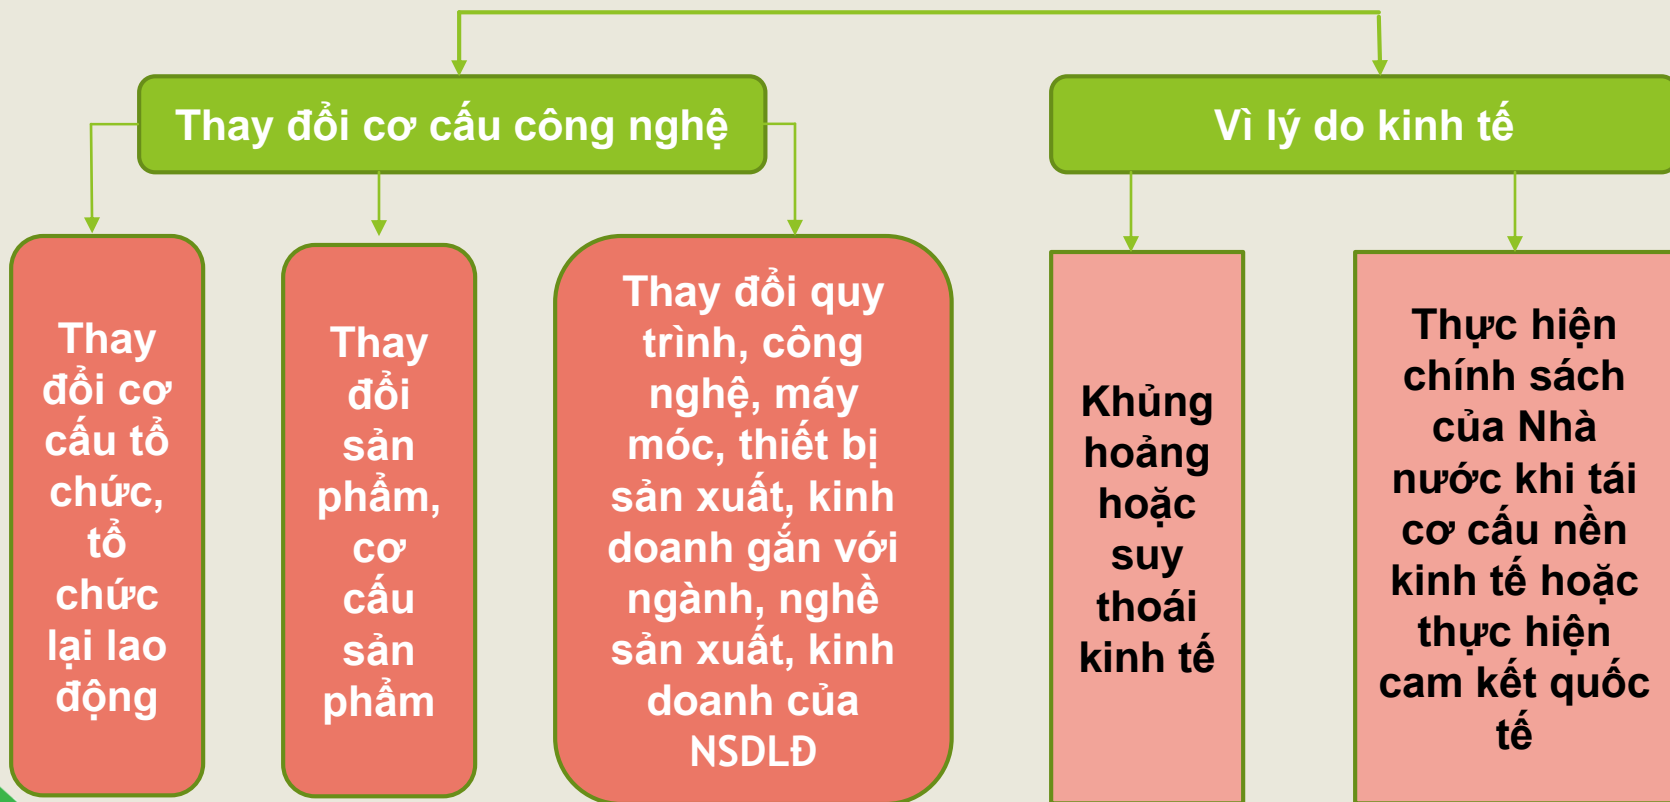 Thay đổi cơ cấu công nghệ
Vì lý do kinh tế
Thay
đổi cơ
cấu tổ
chức,
tổ
chức
lại lao
động
Thay
đổi
sản
phẩm,
cơ
cấu
sản
phẩm
Thay đổi quy
trình, công
nghệ, máy
móc, thiết bị
sản xuất, kinh
doanh gắn với
ngành, nghề
sản xuất, kinh
doanh của
NSDLĐ
Khủng
hoảng
hoặc
suy
thoái
kinh tế
Thực hiện
chính sách
của Nhà
nước khi tái
cơ cấu nền
kinh tế hoặc
thực hiện
cam kết quốc
tế